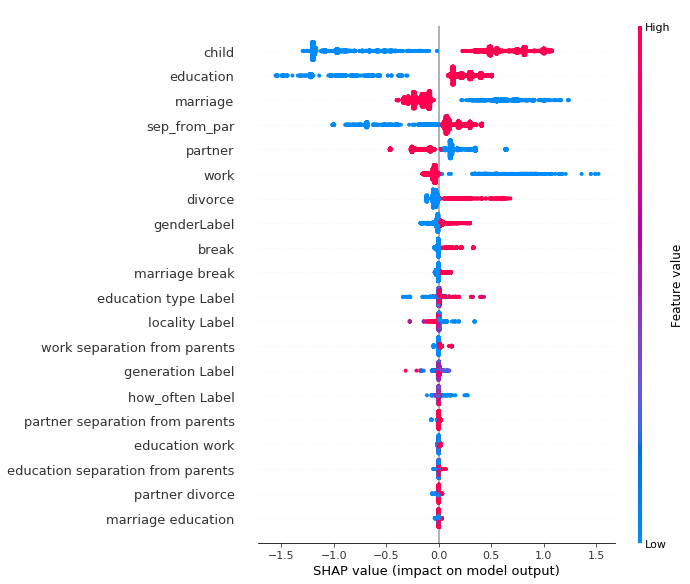 High
child
education
marriage
sep_from_par
partner
work
divorce
genderLabel
break
marriage break
education type Label
locality Label
work separation from parents
generation Label
how_often Label
partner separation from parents
education work
education separation from parents
partner divorce
marriage education
Feature value
Low
−1.5 −1.0 −0.5 0.0 0.5 1.0 1.5
SHAP value (impact on model output)